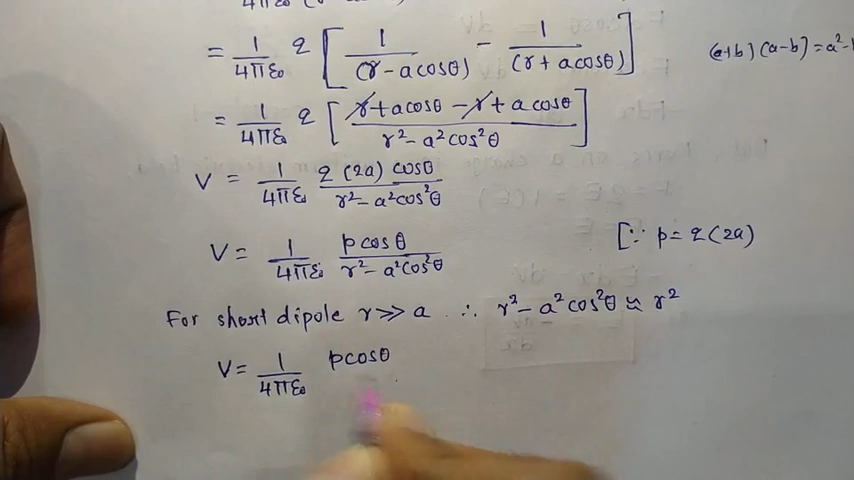 4πε₀
= 1/4πε₀ q [ 1/(r - a cosθ) - 1/(r + a cosθ) ]
(a+b) (a-b) = a²-
= 1/4πε₀ q [ r + a cosθ - r + a cosθ / r² - a² cos²θ ]
V = 1/4πε₀ q (2a) cosθ / r² - a² cos²θ
V = 1/4πε₀ p cosθ / r² - a² cos²θ [∵ p = q (2a)
For short dipole r >> a ∴ r² - a² cos²θ ≈ r²
V = 1/4πε₀ p cosθ